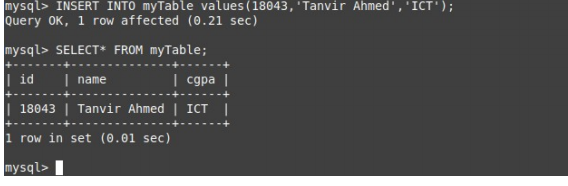 mysql> INSERT INTO myTable values(18043,'Tanvir Ahmed','ICT');
Query OK, 1 row affected (0.21 sec)
mysql> SELECT* FROM myTable;
+-------+--------------+------+
| id    | name         | cgpa |
+-------+--------------+------+
| 18043 | Tanvir Ahmed | ICT  |
+-------+--------------+------+
1 row in set (0.01 sec)
mysql>